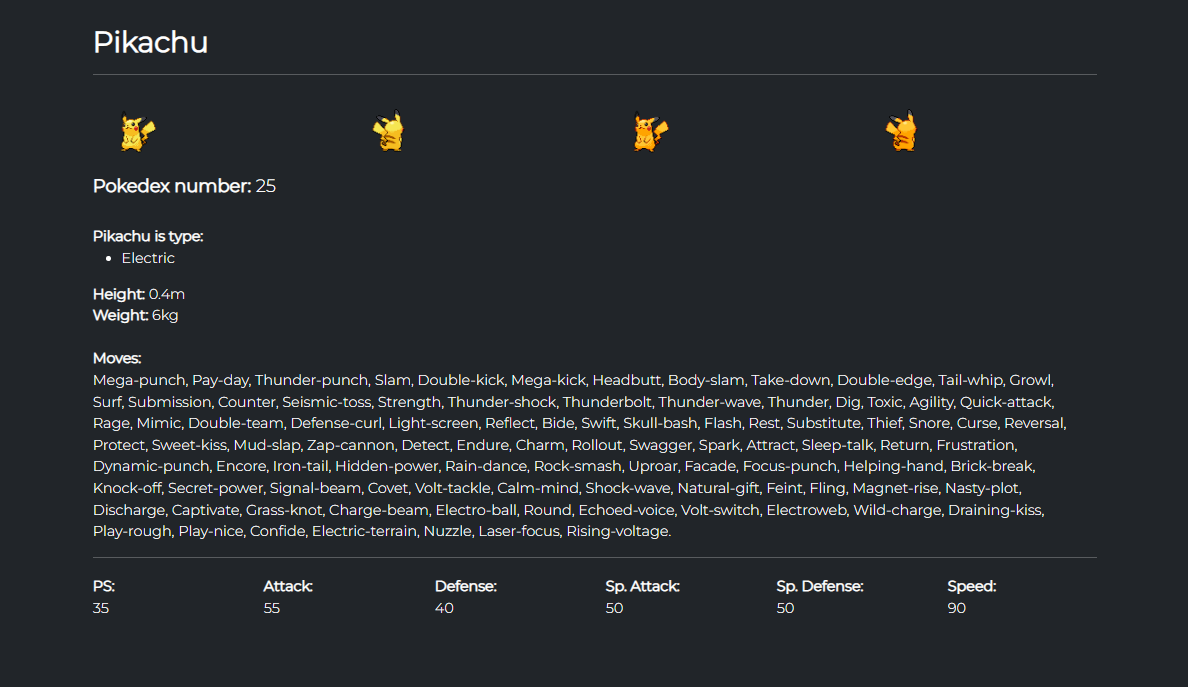 Pikachu
Pokedex number: 25
Pikachu is type:
Electric
Height: 0.4m
Weight: 6kg
Moves:
Mega-punch, Pay-day, Thunder-punch, Slam, Double-kick, Mega-kick, Headbutt, Body-slam, Take-down, Double-edge, Tail-whip, Growl,
Surf, Submission, Counter, Seismic-toss, Strength, Thunder-shock, Thunderbolt, Thunder-wave, Thunder, Dig, Toxic, Agility, Quick-attack,
Rage, Mimic, Double-team, Defense-curl, Light-screen, Reflect, Bide, Swift, Skull-bash, Flash, Rest, Substitute, Thief, Snore, Curse, Reversal,
Protect, Sweet-kiss, Mud-slap, Zap-cannon, Detect, Endure, Charm, Rollout, Swagger, Spark, Attract, Sleep-talk, Return, Frustration,
Dynamic-punch, Encore, Iron-tail, Hidden-power, Rain-dance, Rock-smash, Uproar, Facade, Focus-punch, Helping-hand, Brick-break,
Knock-off, Secret-power, Signal-beam, Covet, Volt-tackle, Calm-mind, Shock-wave, Natural-gift, Feint, Fling, Magnet-rise, Nasty-plot,
Discharge, Captivate, Grass-knot, Charge-beam, Electro-ball, Round, Echoed-voice, Volt-switch, Electroweb, Wild-charge, Draining-kiss,
Play-rough, Play-nice, Confide, Electric-terrain, Nuzzle, Laser-focus, Rising-voltage.
PS: Attack: Defense: Sp. Attack: Sp. Defense: Speed:
35 55 40 50 50 90